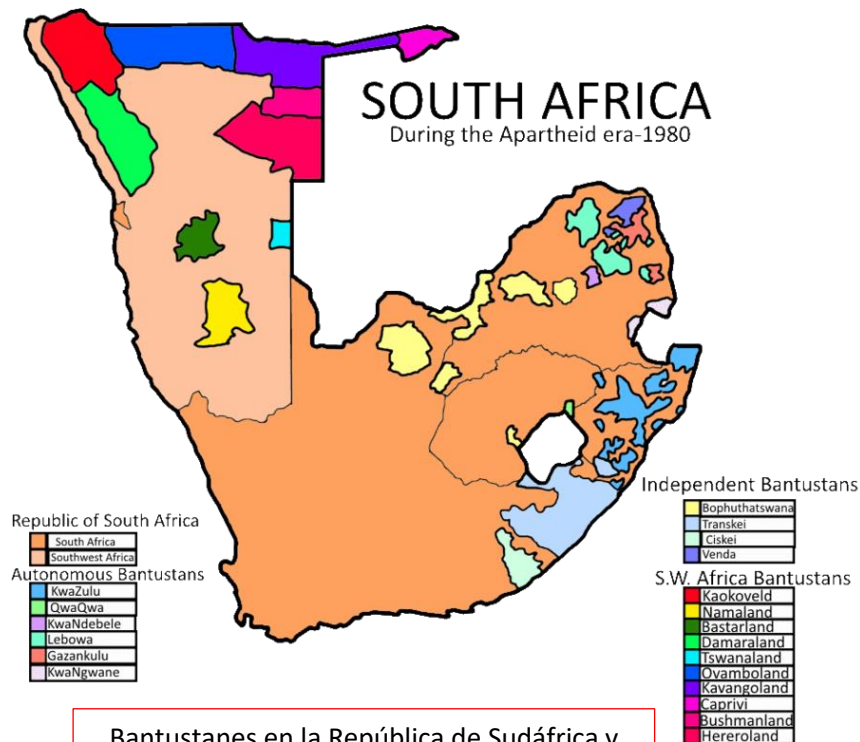 SOUTH AFRICA
During the Apartheid era-1980
Republic of South Africa
South Africa
Southwest Africa
Autonomous Bantustans
KwaZulu
QwaQwa
KwaNdebele
Lebowa
Gazankulu
KwaNgwane
Independent Bantustans
Bophuthatswana
Transkei
Ciskei
Venda
S.W. Africa Bantustans
Kaokoveld
Namaland
Bastarland
Damaraland
Tswanaland
Ovamboland
Kavangoland
Caprivi
Bushmanland
Hereroland
Bantustanes en la República de Sudáfrica y